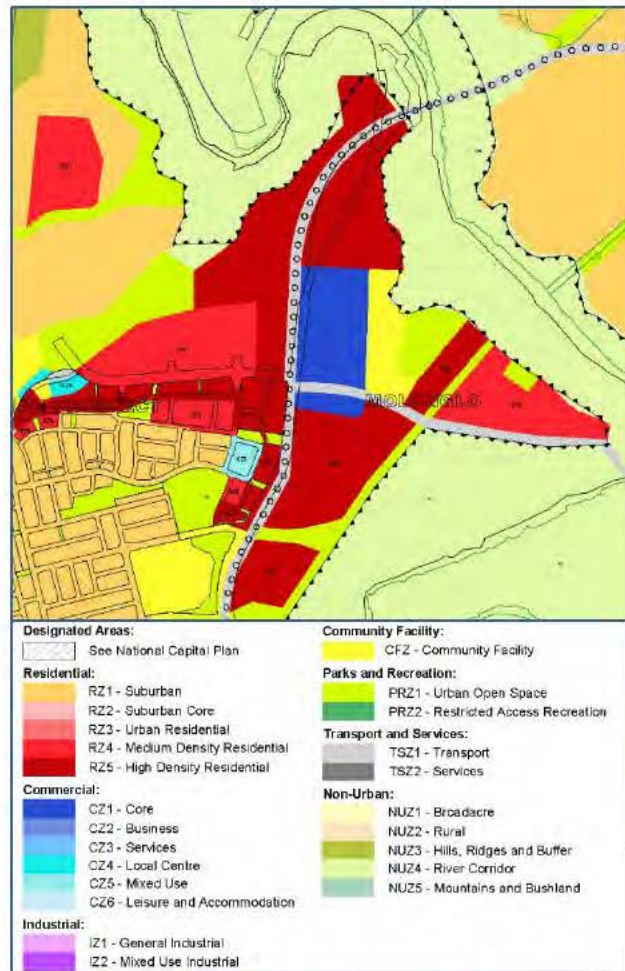 MOLONGLO
Designated Areas:
See National Capital Plan
Residential:
RZ1 - Suburban
RZ2 - Suburban Core
RZ3 - Urban Residential
RZ4 - Medium Density Residential
RZ5 - High Density Residential
Commercial:
CZ1 - Core
CZ2 - Business
CZ3 - Services
CZ4 - Local Centre
CZ5 - Mixed Use
CZ6 - Leisure and Accommodation
Industrial:
IZ1 - General Industrial
IZ2 - Mixed Use Industrial
Community Facility:
CFZ - Community Facility
Parks and Recreation:
PRZ1 - Urban Open Space
PRZ2 - Restricted Access Recreation
Transport and Services:
TSZ1 - Transport
TSZ2 - Services
Non-Urban:
NUZ1 - Broadacre
NUZ2 - Rural
NUZ3 - Hills, Ridges and Buffer
NUZ4 - River Corridor
NUZ5 - Mountains and Bushland